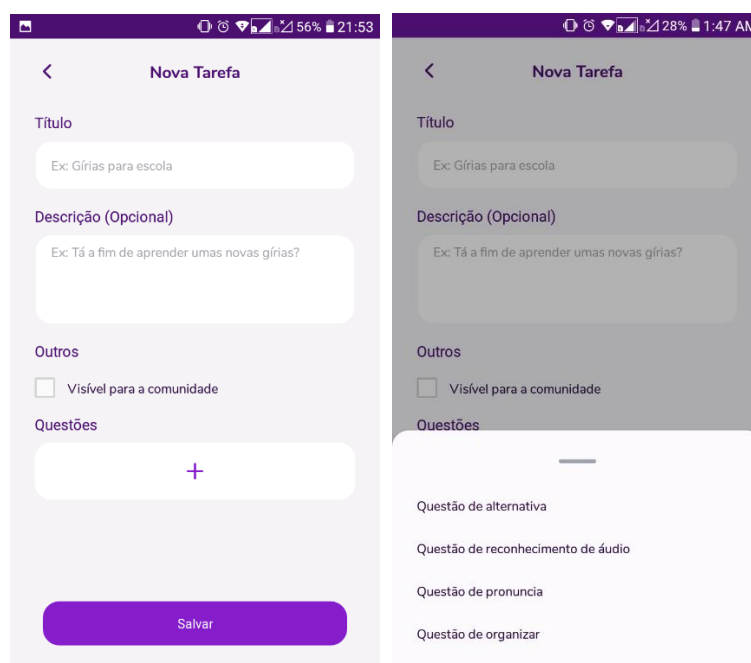 56% 21:53
Nova Tarefa
Título
Ex: Gírias para escola
Descrição (Opcional)
Ex: Tá a fim de aprender umas novas gírias?
Outros
Visível para a comunidade
Questões
+
Salvar
28% 1:47 AM
Nova Tarefa
Título
Ex: Gírias para escola
Descrição (Opcional)
Ex: Tá a fim de aprender umas novas gírias?
Outros
Visível para a comunidade
Questões
Questão de alternativa
Questão de reconhecimento de áudio
Questão de pronuncia
Questão de organizar